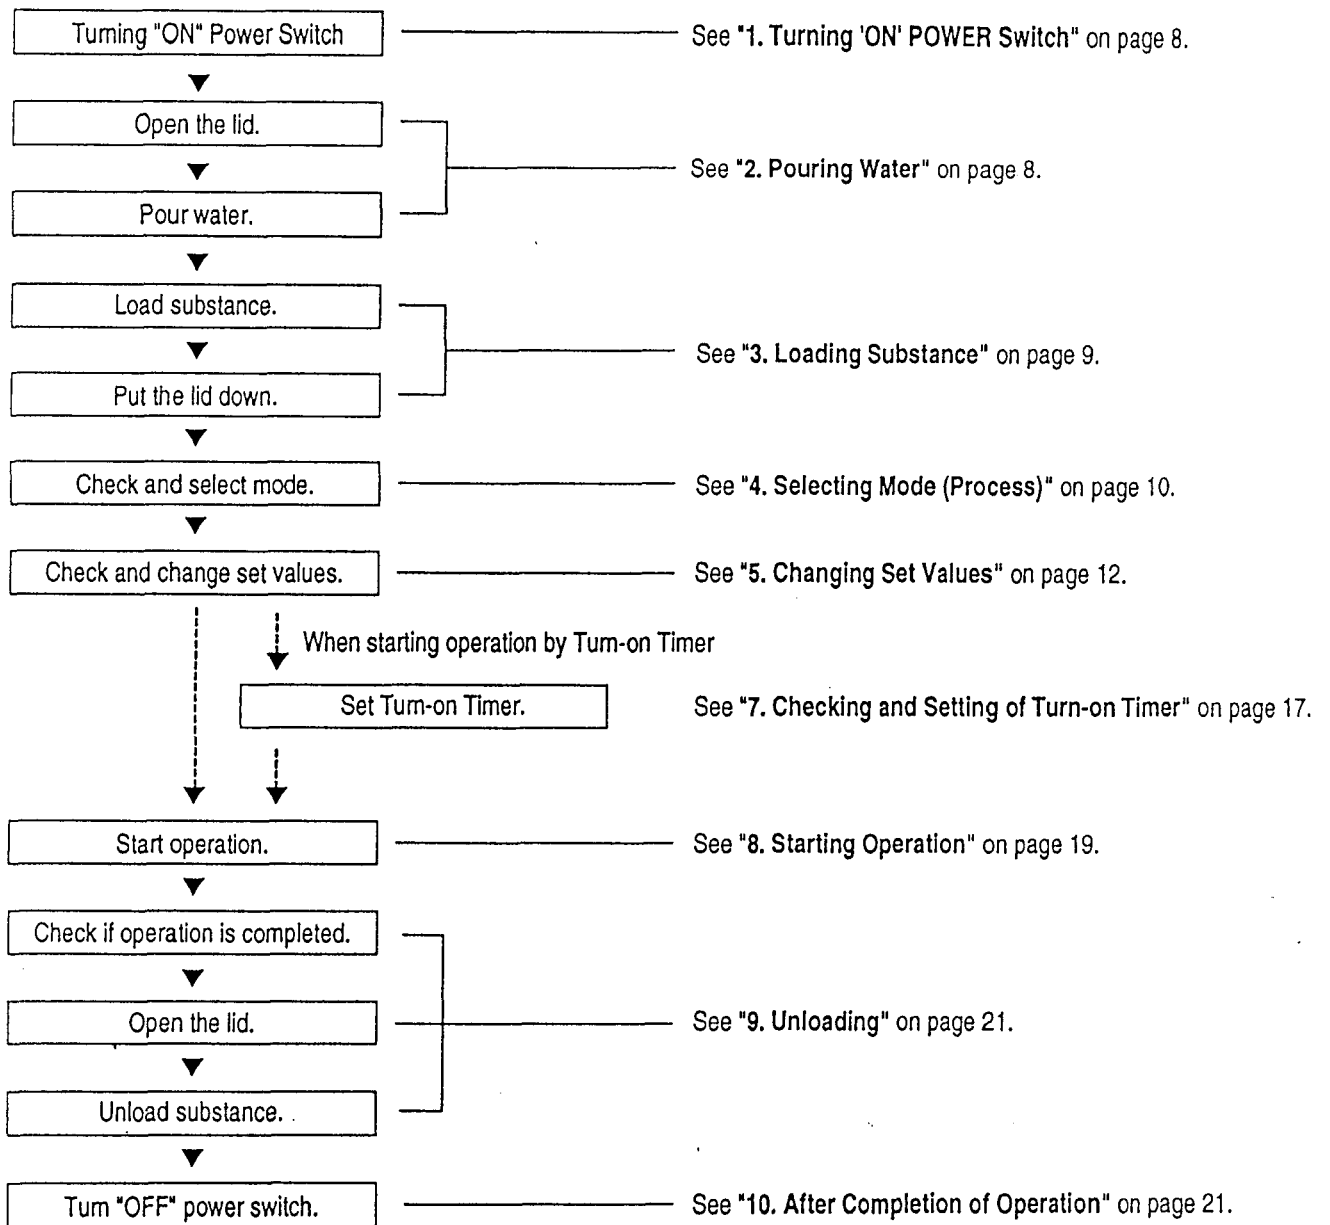 Turning "ON" Power Switch
See "1. Turning 'ON' POWER Switch" on page 8.
Open the lid.
See "2. Pouring Water" on page 8.
Pour water.
Load substance.
See "3. Loading Substance" on page 9.
Put the lid down.
Check and select mode.
See "4. Selecting Mode (Process)" on page 10.
Check and change set values.
See "5. Changing Set Values" on page 12.
When starting operation by Turn-on Timer
Set Turn-on Timer.
See "7. Checking and Setting of Turn-on Timer" on page 17.
Start operation.
See "8. Starting Operation" on page 19.
Check if operation is completed.
Open the lid.
See "9. Unloading" on page 21.
Unload substance.
Turn "OFF" power switch.
See "10. After Completion of Operation" on page 21.